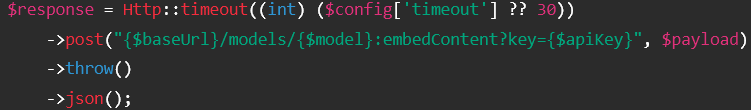 $response = Http::timeout((int) ($config['timeout'] ?? 30))
->post("{$baseUrl}/models/{$model}:embedContent?key={$apiKey}", $payload)
->throw()
->json();